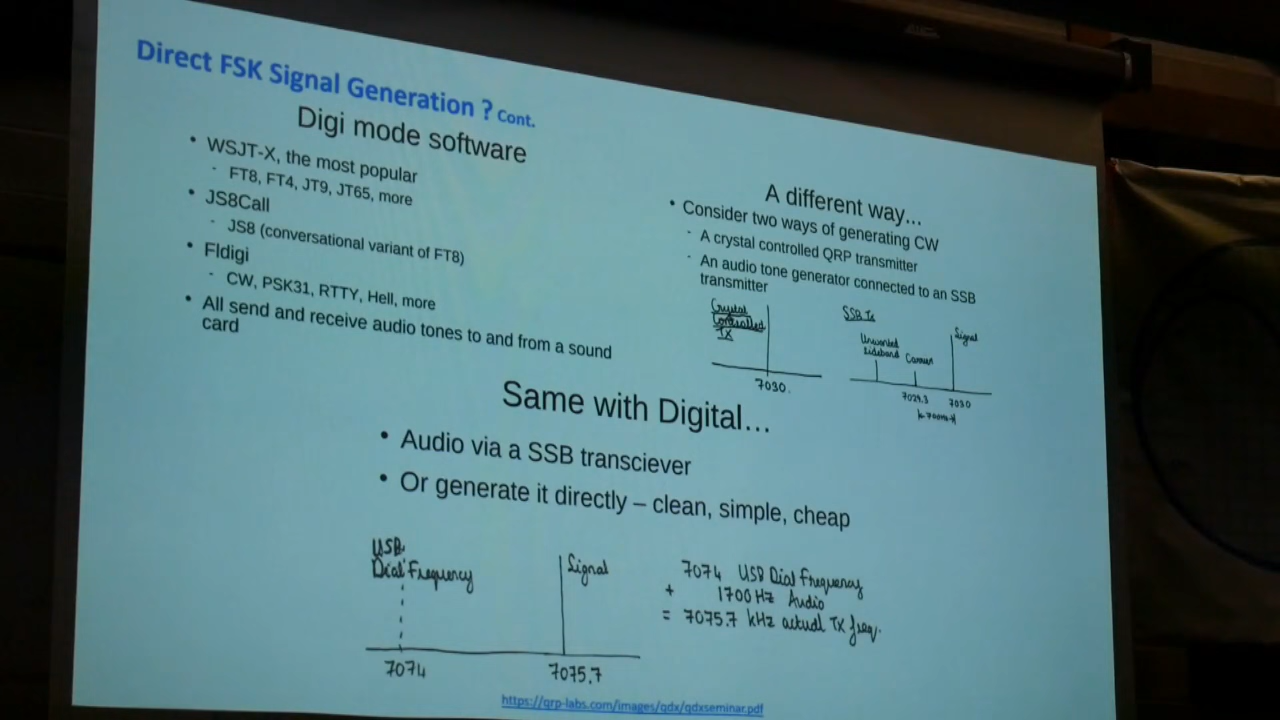 Direct FSK Signal Generation ? Cont.
Digi mode software
• WSJT-X, the most popular
- FT8, FT4, JT9, JT65, more
• JS8Call
- JS8 (conversational variant of FT8)
• Fldigi
- CW, PSK31, RTTY, Hell, more
• All send and receive audio tones to and from a sound
card
A different way...
• Consider two ways of generating CW
- A crystal controlled QRP transmitter
- An audio tone generator connected to an SSB
transmitter
Crystal
Controlled
TX
7030.
SSB Tx
Unwanted
sideband
Carrier
Signal
7029.3
7030
Same with Digital...
• Audio via a SSB transciever
• Or generate it directly – clean, simple, cheap
USB
Dial Frequency
Signal
7074
7075.7
7074 USB Dial Frequency
+ 1700 Hz Audio
= 7075.7 kHz actual TX freq.
https://qrp-labs.com/images/qdx/qdxseminar.pdf